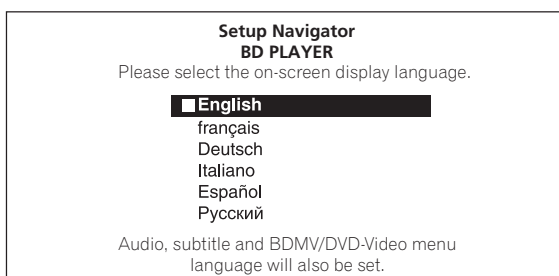 Setup Navigator
BD PLAYER
Please select the on-screen display language.
English
français
Deutsch
Italiano
Español
Русский
Audio, subtitle and BDMV/DVD-Video menu
language will also be set.